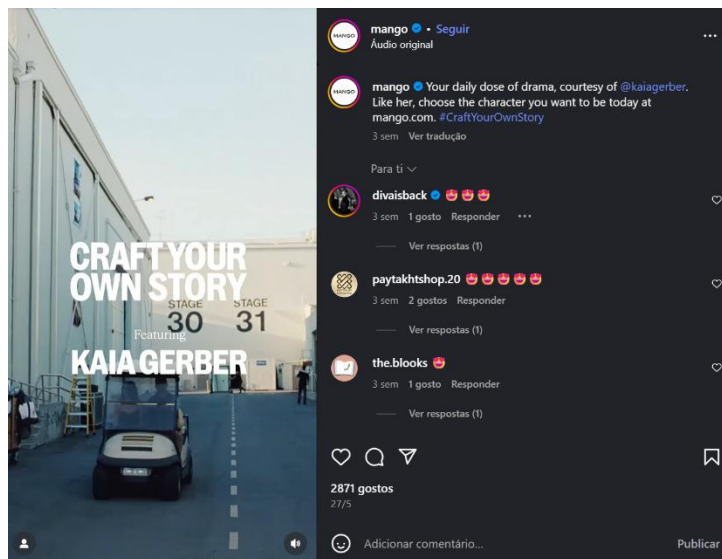 CRAFT YOUR
OWN STORY
STAGE
30
STAGE
31
Featuring
KAIA GERBER
MANGO
mango • Seguir
Áudio original
MANGO
mango Your daily dose of drama, courtesy of @kaiagerber.
Like her, choose the character you want to be today at
mango.com. #CraftYourOwnStory
3 sem Ver tradução
Para ti
divaisback
3 sem 1 gosto Responder
Ver respostas (1)
paytakhtshop.20
3 sem 2 gostos Responder
Ver respostas (1)
the.blooks
3 sem 1 gosto Responder
Ver respostas (1)
2871 gostos
27/5
Adicionar comentário... Publicar